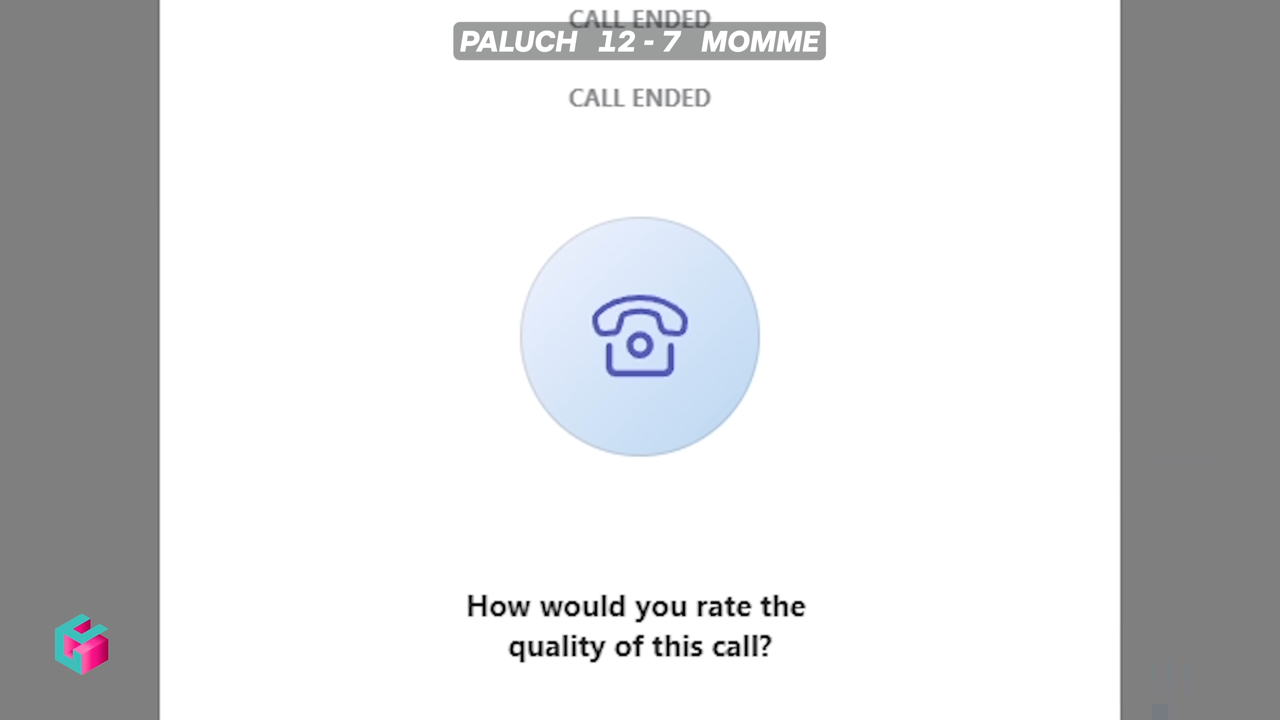 CALL ENDED
PALUCH 12 - 7 MOMME
CALL ENDED
How would you rate the
quality of this call?